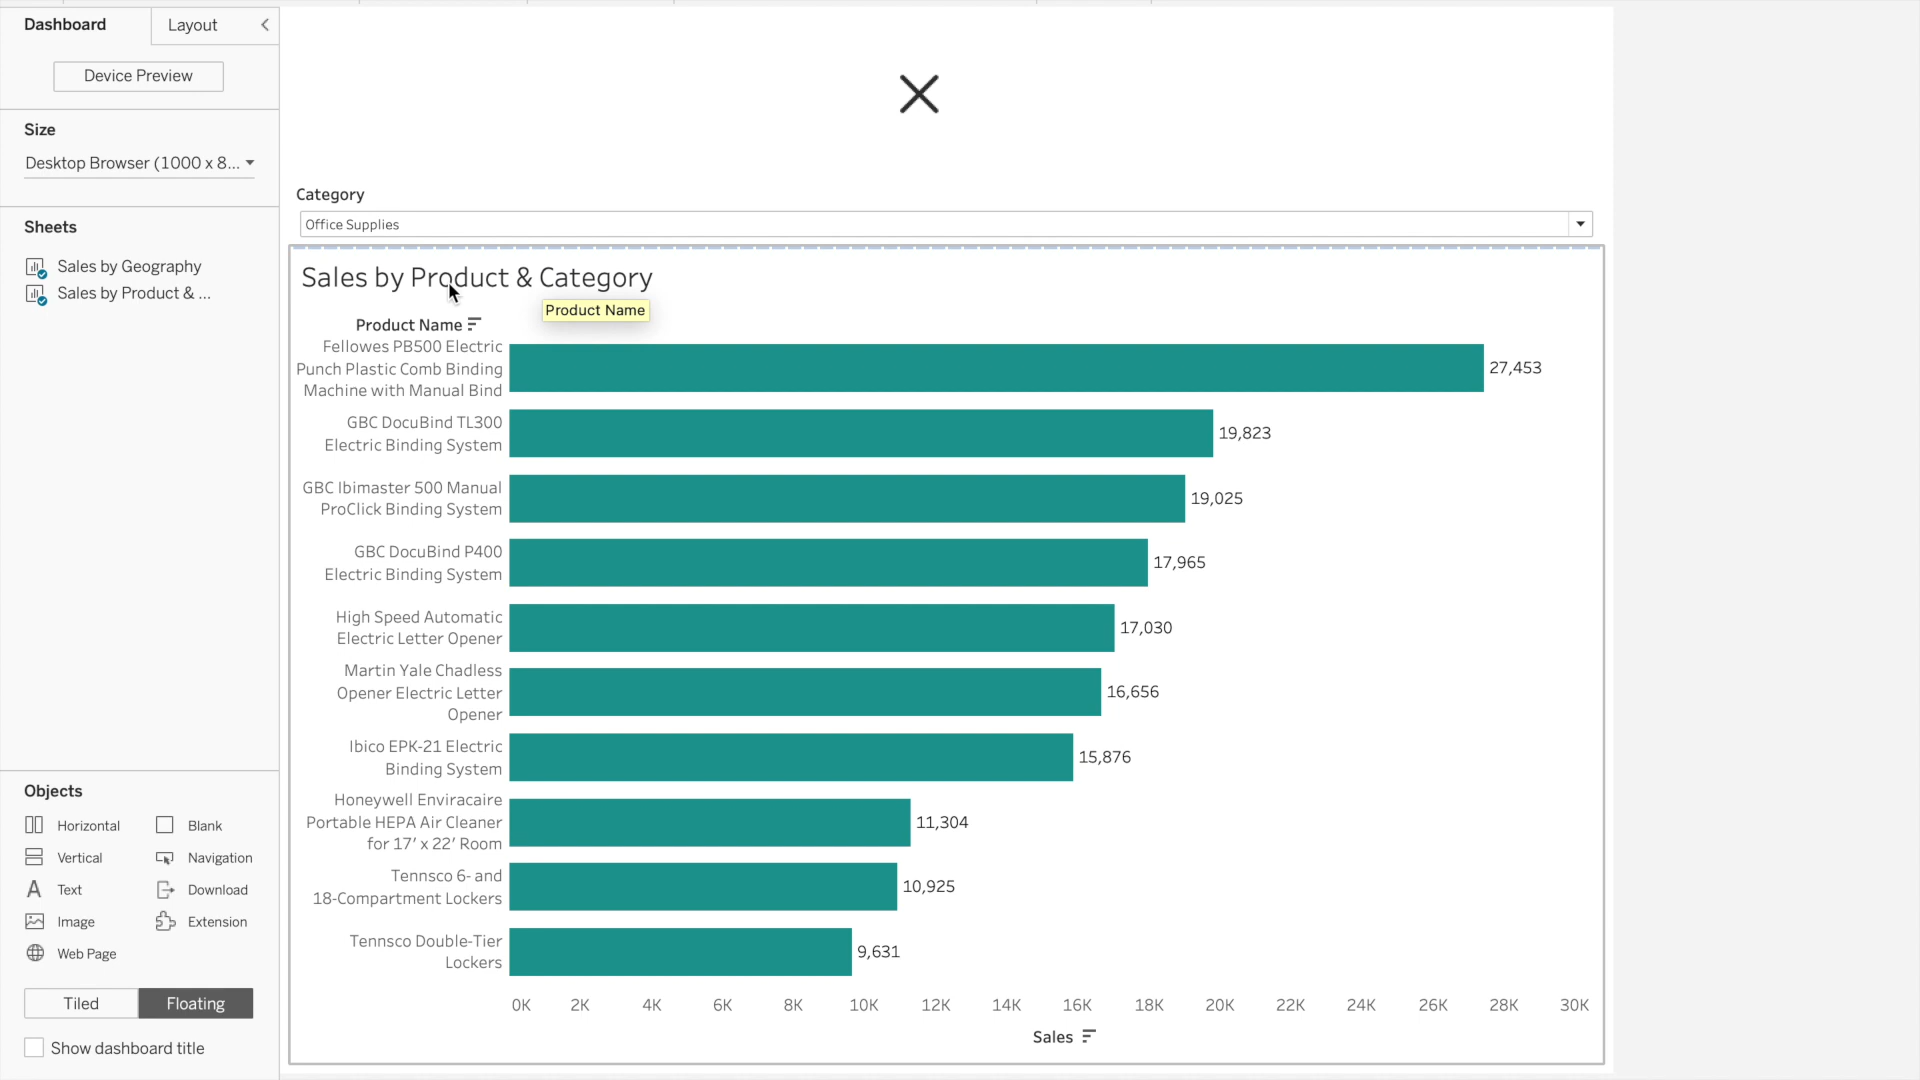 Dashboard
Layout
Device Preview
Size
Desktop Browser (1000 x 8...
Sheets
Sales by Geography
Sales by Product & ...
Category
Office Supplies
Sales by Product & Category
Product Name
Product Name
Fellowes PB500 Electric
Punch Plastic Comb Binding
Machine with Manual Bind
27,453
GBC DocuBind TL300
Electric Binding System
19,823
GBC Ibimaster 500 Manual
ProClick Binding System
19,025
GBC DocuBind P400
Electric Binding System
17,965
High Speed Automatic
Electric Letter Opener
17,030
Martin Yale Chadless
Opener Electric Letter
Opener
16,656
Ibico EPK-21 Electric
Binding System
15,876
Honeywell Enviracaire
Portable HEPA Air Cleaner
for 17' x 22' Room
11,304
Tennsco 6- and
18-Compartment Lockers
10,925
Tennsco Double-Tier
Lockers
9,631
0K 2K 4K 6K 8K 10K 12K 14K 16K 18K 20K 22K 24K 26K 28K 30K
Sales
Objects
Horizontal Blank
Vertical Navigation
Text Download
Image Extension
Web Page
Tiled Floating
Show dashboard title